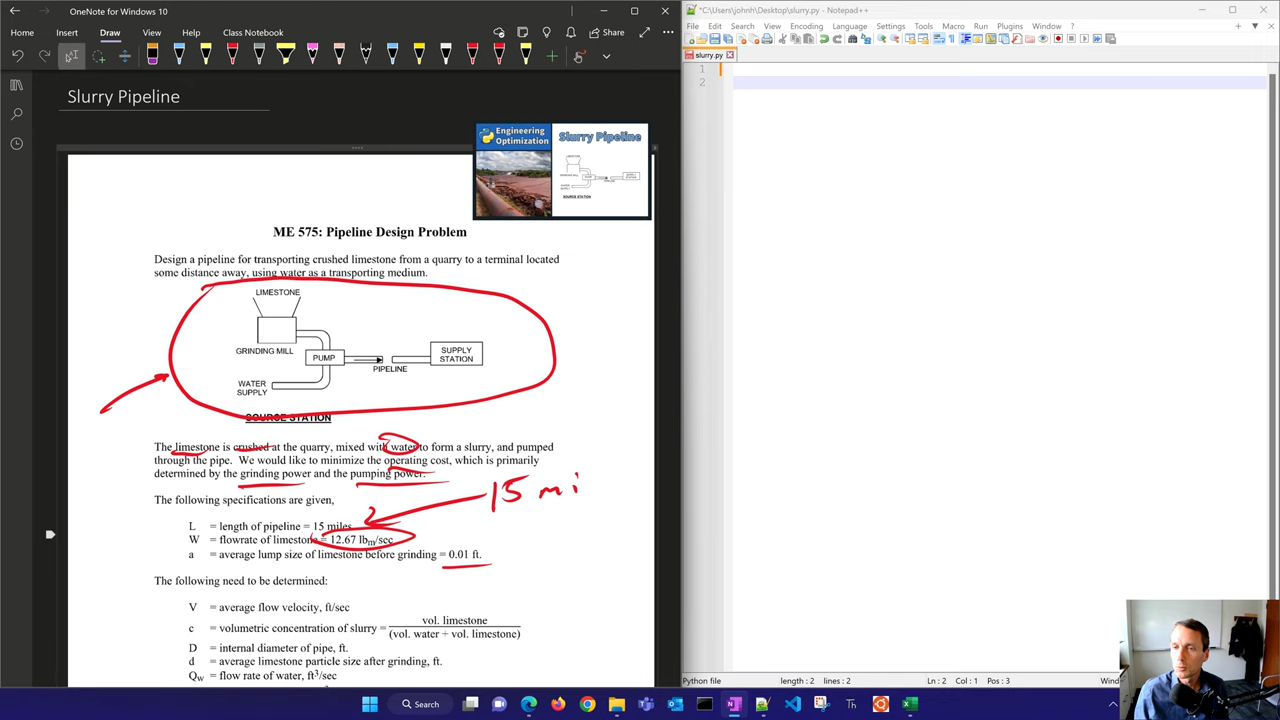 OneNote for Windows 10
*C:\Users\johnh\Desktop\slurry.py - Notepad++
Home Insert Draw View Help Class Notebook Share
File Edit Search View Encoding Language Settings Tools Macro Run Plugins Window ?
slurry.py
1
2
Slurry Pipeline
Engineering
Optimization
Slurry Pipeline
ME 575: Pipeline Design Problem
Design a pipeline for transporting crushed limestone from a quarry to a terminal located
some distance away, using water as a transporting medium.
LIMESTONE
GRINDING MILL
PUMP
PIPELINE
SUPPLY
STATION
WATER
SUPPLY
SOURCE STATION
The limestone is crushed at the quarry, mixed with water to form a slurry, and pumped
through the pipe. We would like to minimize the operating cost, which is primarily
determined by the grinding power and the pumping power.
15 mi
The following specifications are given,
L = length of pipeline = 15 miles
W = flowrate of limestone = 12.67 lbm/sec
a = average lump size of limestone before grinding = 0.01 ft.
The following need to be determined:
V = average flow velocity, ft/sec
c = volumetric concentration of slurry = vol. limestone
(vol. water + vol. limestone)
D = internal diameter of pipe, ft.
d = average limestone particle size after grinding, ft.
Qw = flow rate of water, ft3/sec
Python file length : 2 lines : 2 Ln : 2 Col : 1 Pos : 3 Wind
Search